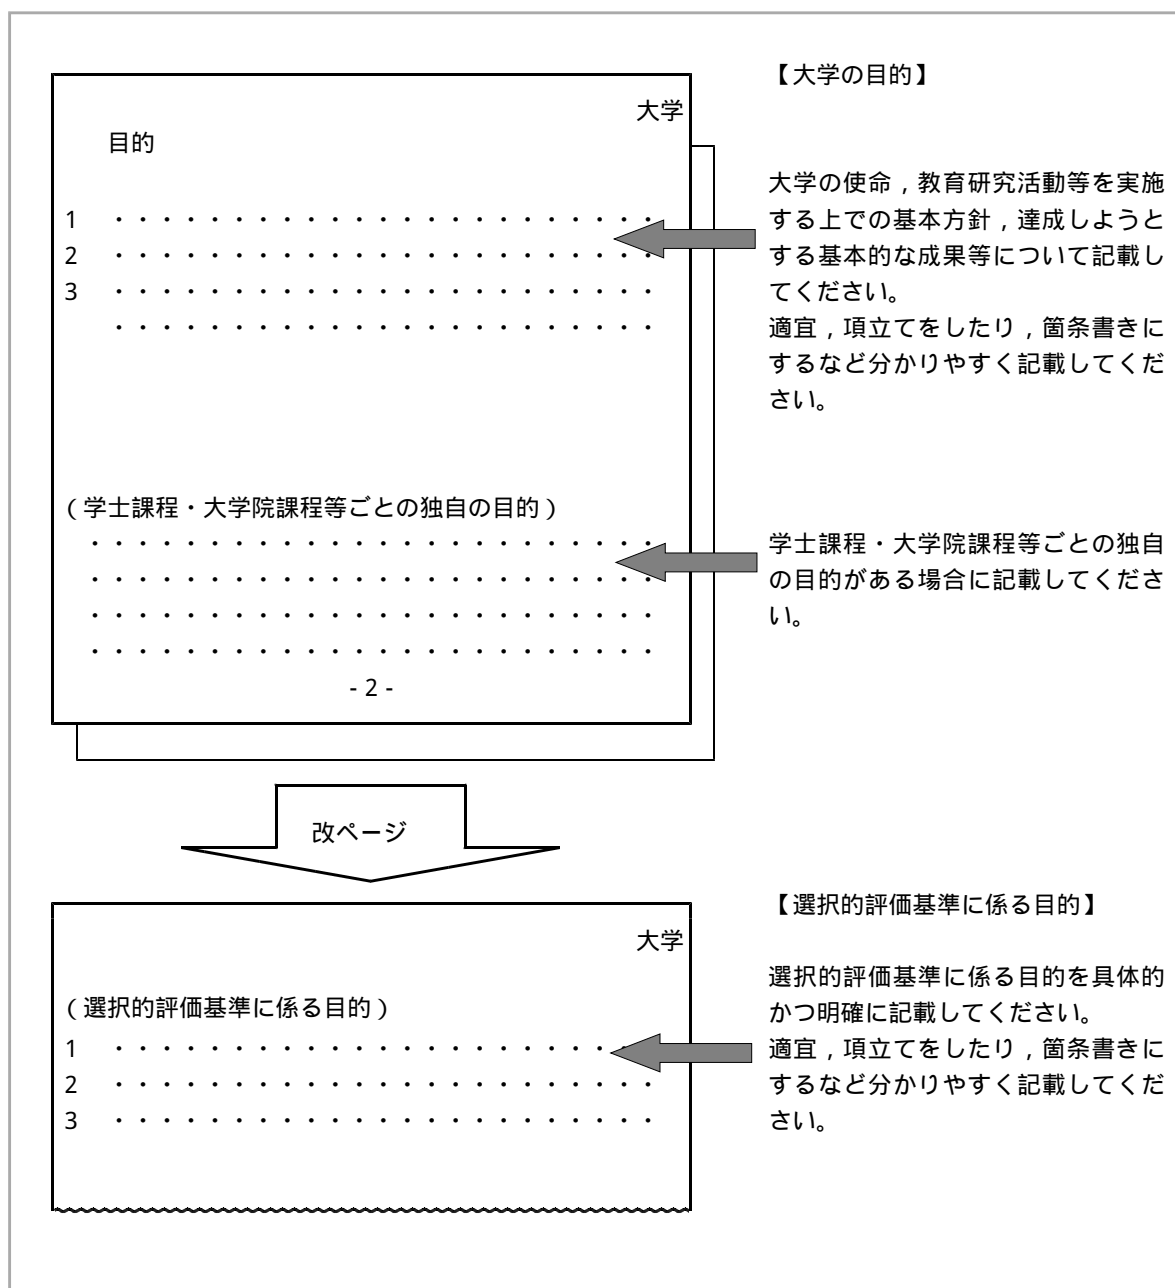 【大学の目的】
大学
目的
大学の使命，教育研究活動等を実施
する上での基本方針，達成しようと
する基本的な成果等について記載し
てください。
適宜，項立てをしたり，箇条書きに
するなど分かりやすく記載してくだ
さい。
1 ・・・・・・・・・・・・・・・・・・・・・・・
2 ・・・・・・・・・・・・・・・・・・・・・・・
3 ・・・・・・・・・・・・・・・・・・・・・・・
・・・・・・・・・・・・・・・・・・・・・・・
（学士課程・大学院課程等ごとの独自の目的）
・・・・・・・・・・・・・・・・・・・・・・・・
・・・・・・・・・・・・・・・・・・・・・・・・
・・・・・・・・・・・・・・・・・・・・・・・・
・・・・・・・・・・・・・・・・・・・・・・・・
学士課程・大学院課程等ごとの独自
の目的がある場合に記載してくださ
い。
- 2 -
改ページ
【選択的評価基準に係る目的】
大学
（選択的評価基準に係る目的）
1 ・・・・・・・・・・・・・・・・・・・・・・・
2 ・・・・・・・・・・・・・・・・・・・・・・・
3 ・・・・・・・・・・・・・・・・・・・・・・・
選択的評価基準に係る目的を具体的
かつ明確に記載してください。
適宜，項立てをしたり，箇条書きに
するなど分かりやすく記載してくだ
さい。